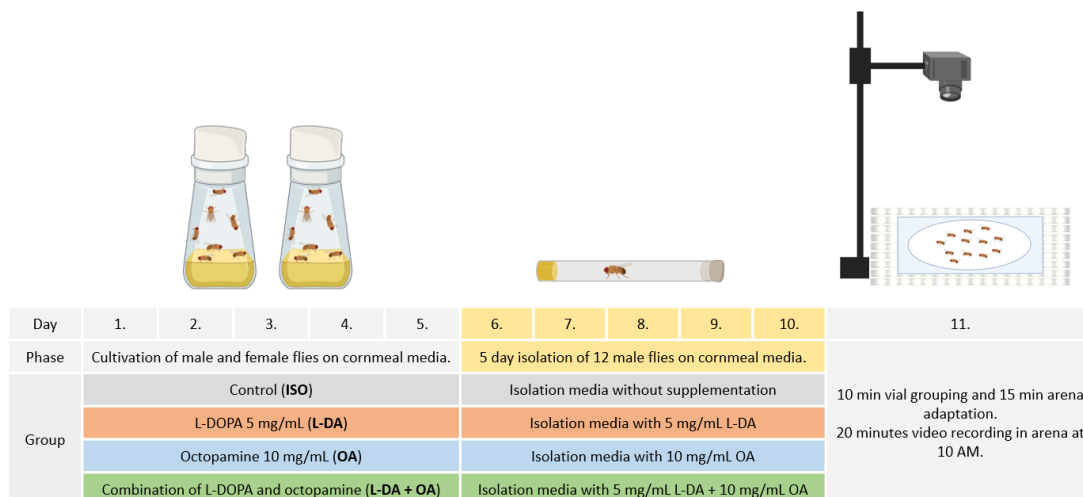 Day 1. 2. 3. 4. 5. 6. 7. 8. 9. 10. 11.
Phase Cultivation of male and female flies on cornmeal media. 5 day isolation of 12 male flies on cornmeal media.
Group
Control (ISO) Isolation media without supplementation
L-DOPA 5 mg/mL (L-DA) Isolation media with 5 mg/mL L-DA
Octopamine 10 mg/mL (OA) Isolation media with 10 mg/mL OA
Combination of L-DOPA and octopamine (L-DA + OA) Isolation media with 5 mg/mL L-DA + 10 mg/mL OA
10 min vial grouping and 15 min arena
adaptation.
20 minutes video recording in arena at
10 AM.